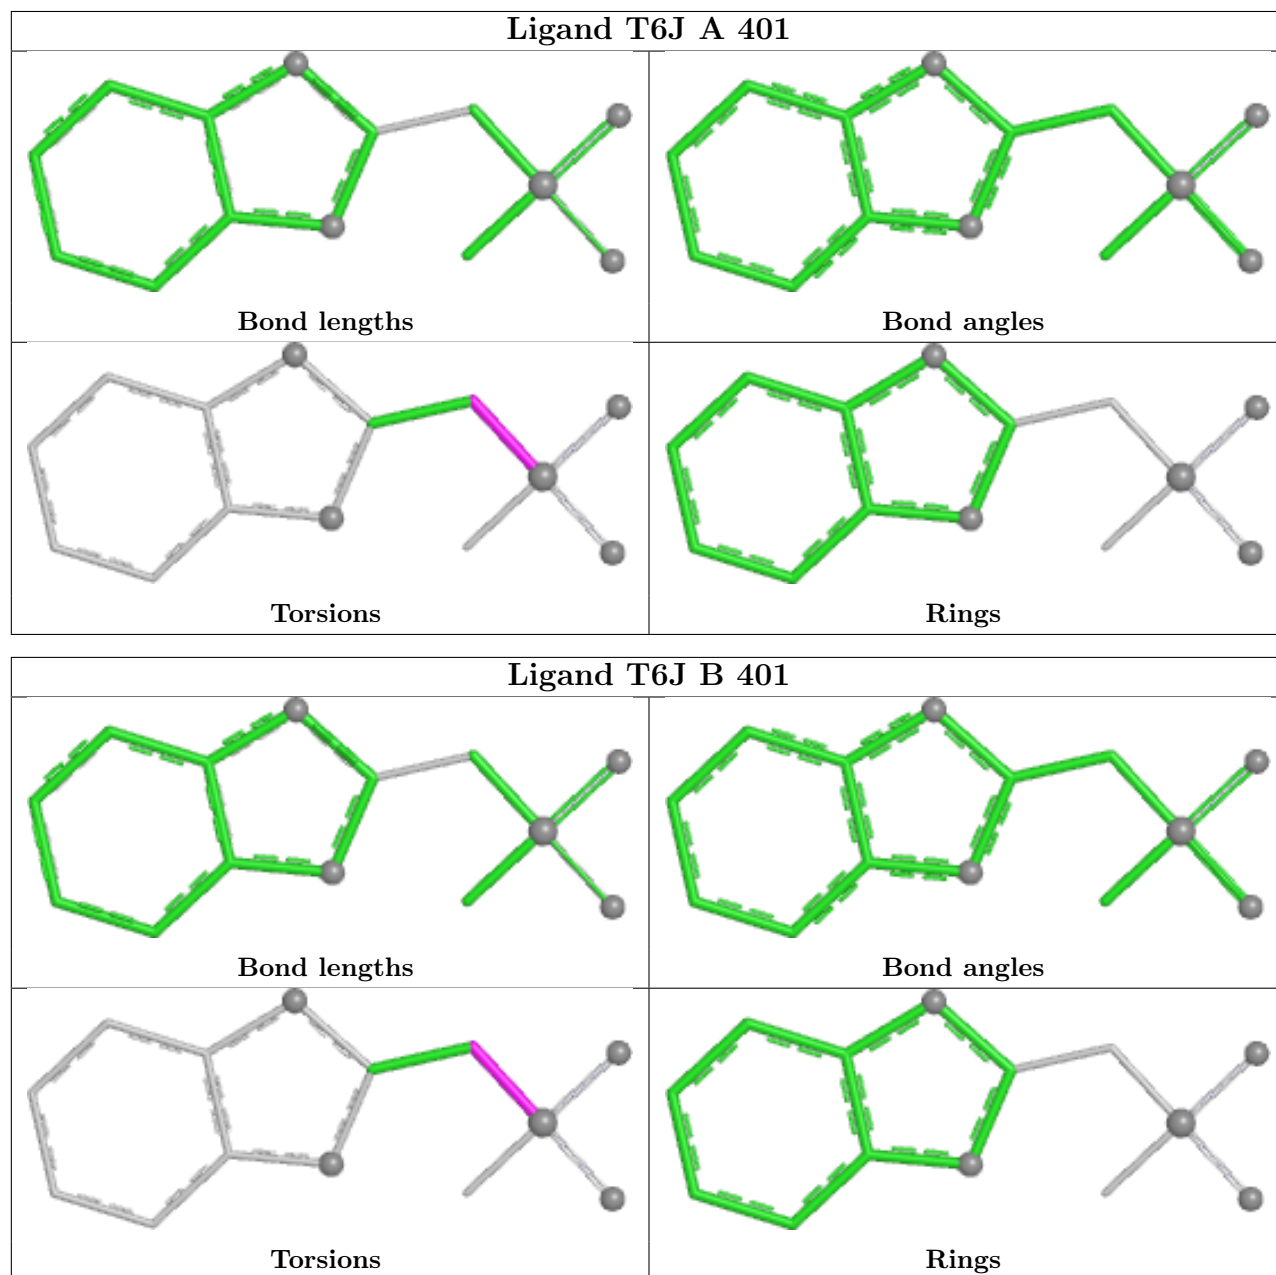 Ligand T6J A 401
Bond lengths
Bond angles
Torsions
Rings
Ligand T6J B 401
Bond lengths
Bond angles
Torsions
Rings